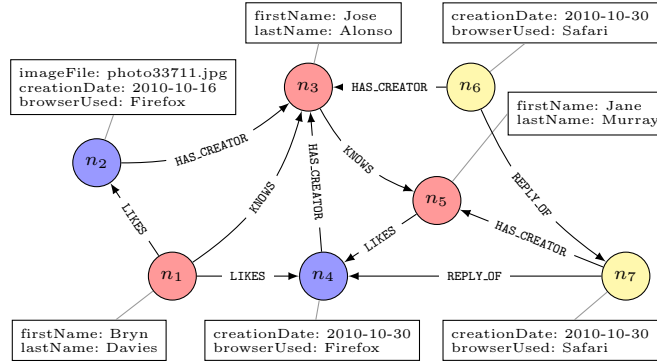 firstName: Jose
lastName: Alonso
creationDate: 2010-10-30
browserUsed: Safari
imageFile: photo33711.jpg
creationDate: 2010-10-16
browserUsed: Firefox
n3
HAS_CREATOR
n6
firstName: Jane
lastName: Murray
n2
HAS_CREATOR
HAS_CREATOR
KNOWS
KNOWS
REPLY_OF
LIKES
n5
LIKES
HAS_CREATOR
n1
LIKES
n4
REPLY_OF
n7
firstName: Bryn
lastName: Davies
creationDate: 2010-10-30
browserUsed: Firefox
creationDate: 2010-10-30
browserUsed: Safari